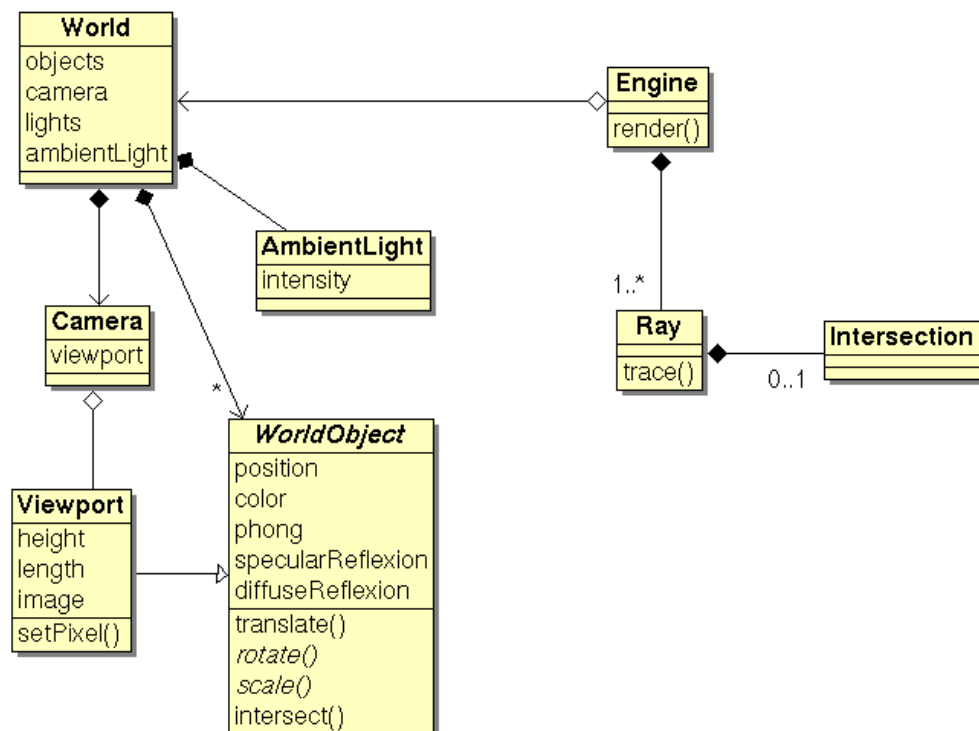 World
objects
camera
lights
ambientLight
Engine
render()
AmbientLight
intensity
1..*
Camera
viewport
Ray
trace()
Intersection
0..1
*
WorldObject
position
color
phong
specularReflexion
diffuseReflexion
translate()
rotate()
scale()
intersect()
Viewport
height
length
image
setPixel()